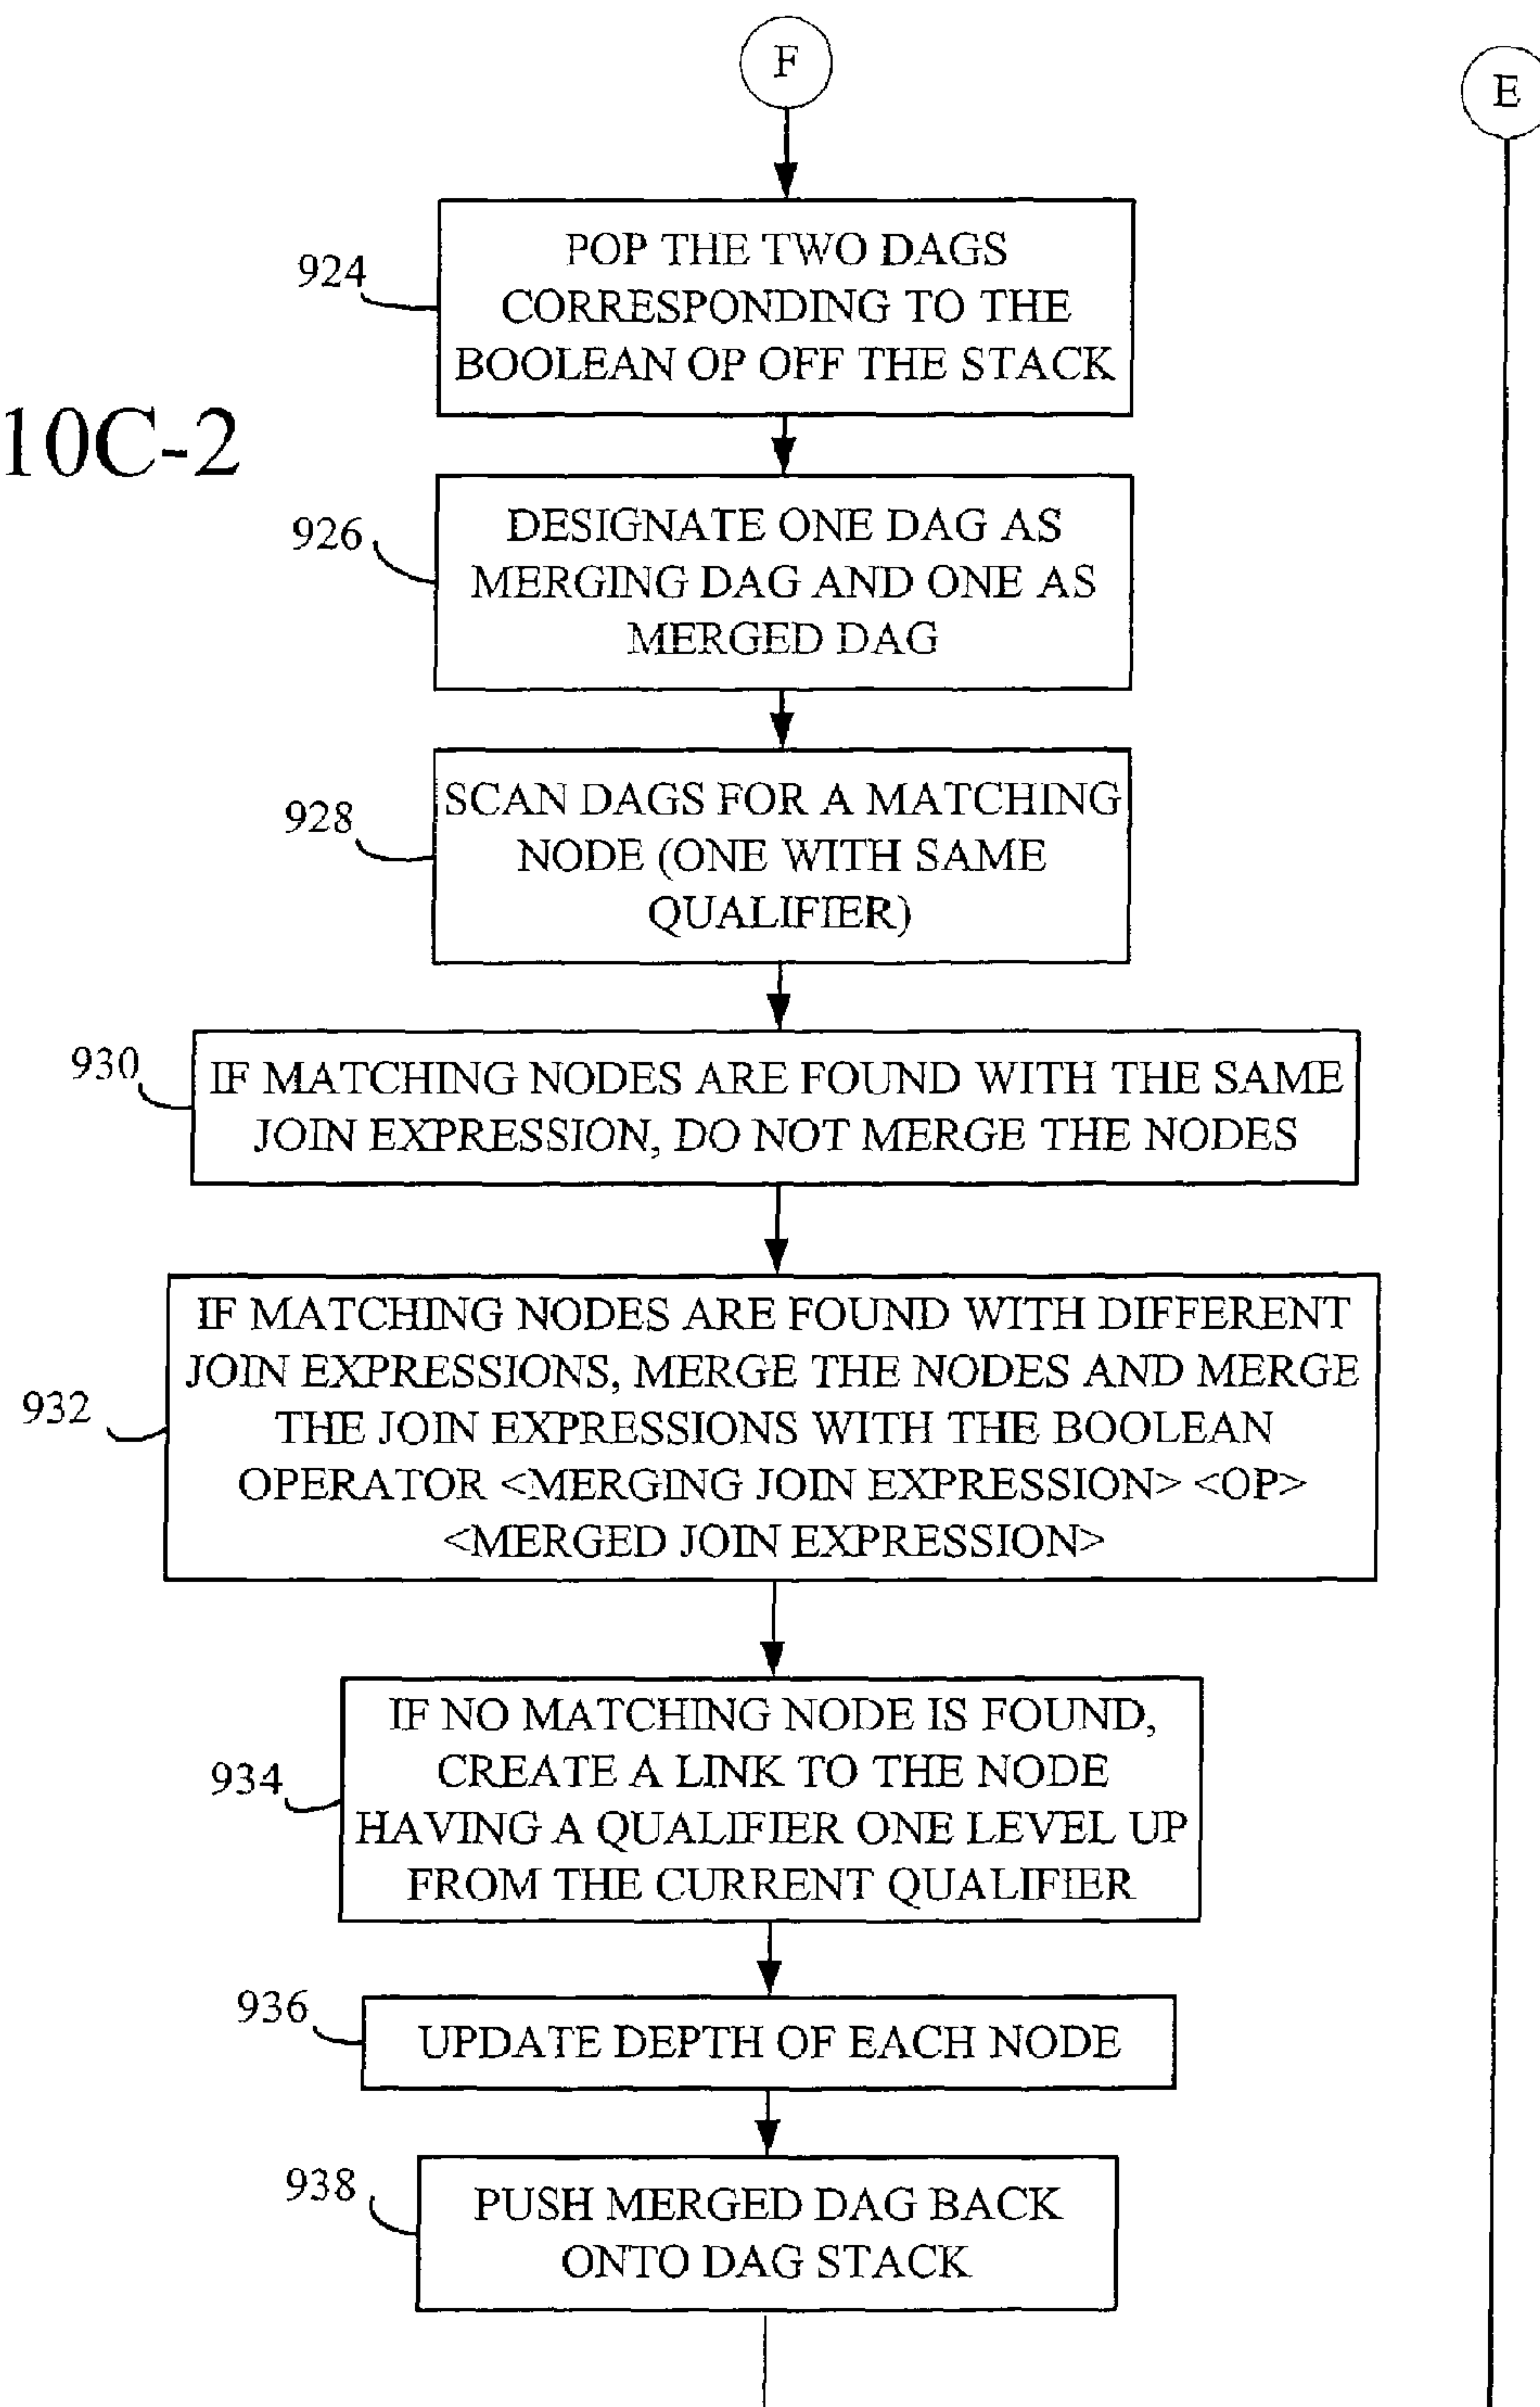 F
E
924
POP THE TWO DAGS
CORRESPONDING TO THE
BOOLEAN OP OFF THE STACK
10C-2
926
DESIGNATE ONE DAG AS
MERGING DAG AND ONE AS
MERGED DAG
928
SCAN DAGS FOR A MATCHING
NODE (ONE WITH SAME
QUALIFIER)
930
IF MATCHING NODES ARE FOUND WITH THE SAME
JOIN EXPRESSION, DO NOT MERGE THE NODES
932
IF MATCHING NODES ARE FOUND WITH DIFFERENT
JOIN EXPRESSIONS, MERGE THE NODES AND MERGE
THE JOIN EXPRESSIONS WITH THE BOOLEAN
OPERATOR <MERGING JOIN EXPRESSION> <OP>
<MERGED JOIN EXPRESSION>
934
IF NO MATCHING NODE IS FOUND,
CREATE A LINK TO THE NODE
HAVING A QUALIFIER ONE LEVEL UP
FROM THE CURRENT QUALIFIER
936
UPDATE DEPTH OF EACH NODE
938
PUSH MERGED DAG BACK
ONTO DAG STACK